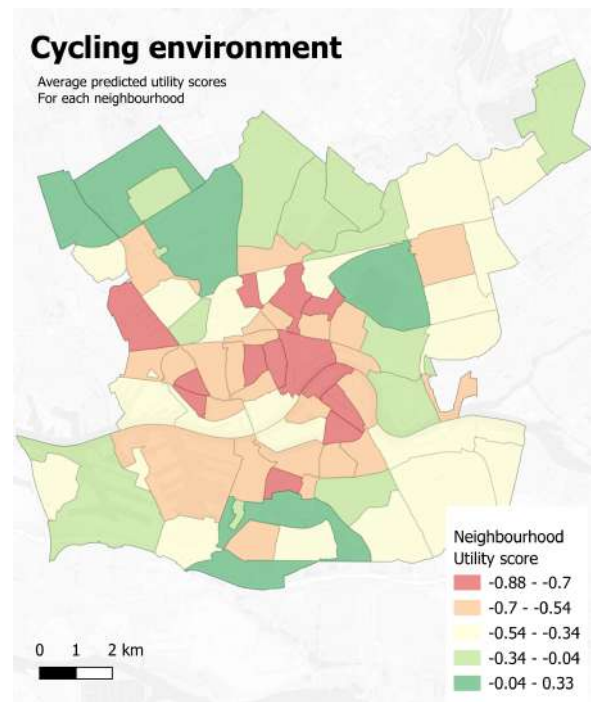 Cycling environment
Average predicted utility scores
For each neighbourhood
Neighbourhood
Utility score
-0.88 - -0.7
-0.7 - -0.54
-0.54 - -0.34
-0.34 - -0.04
-0.04 - 0.33
0 1 2 km